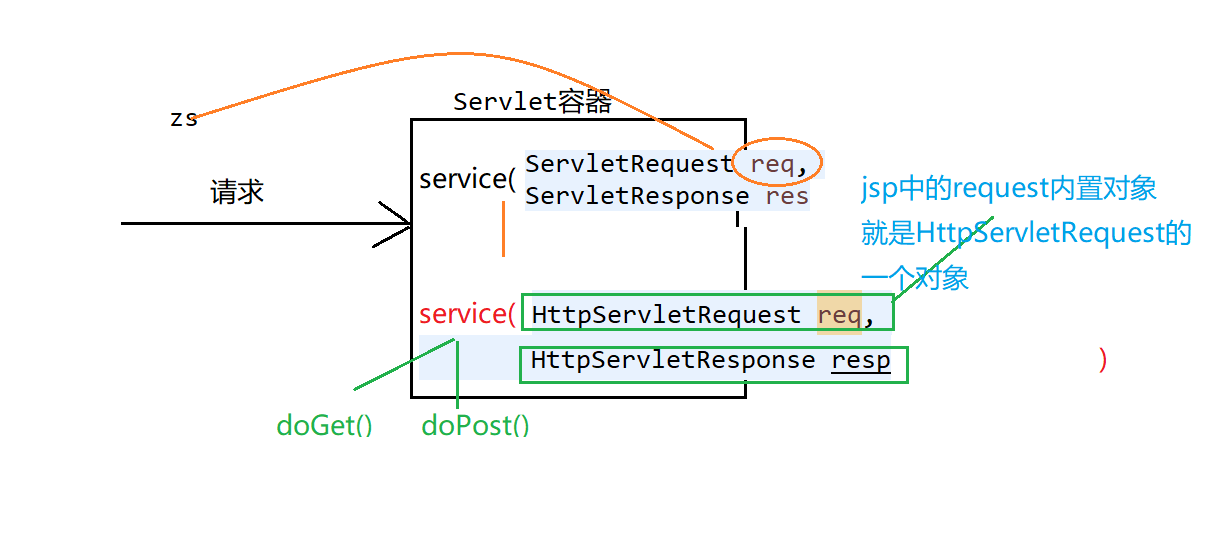 Servlet容器
zs
请求
service( ServletRequest req,
ServletResponse res
jsp中的request内置对象
就是HttpServletRequest的
一个对象
service( HttpServletRequest req,
HttpServletResponse resp )
doGet() doPost()